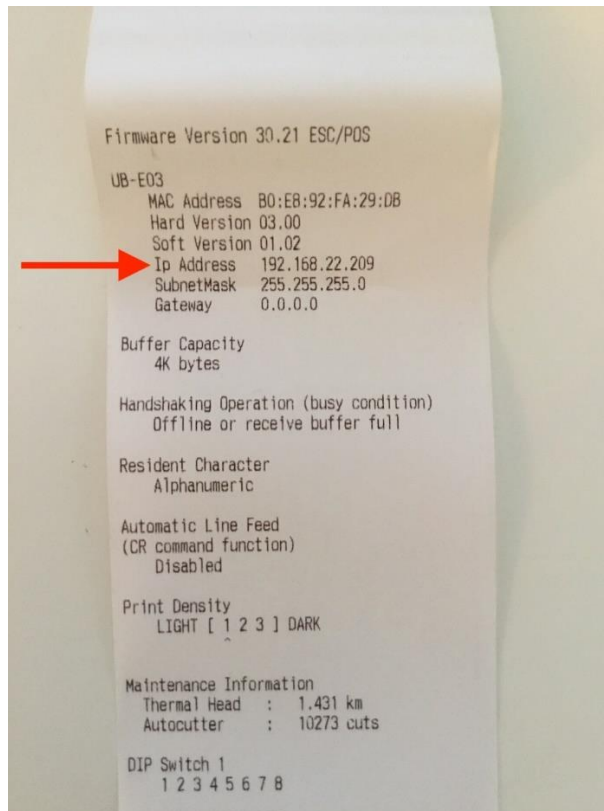 Firmware Version 30.21 ESC/POS
UB-E03
MAC Address B0:E8:92:FA:29:DB
Hard Version 03.00
Soft Version 01.02
Ip Address 192.168.22.209
SubnetMask 255.255.255.0
Gateway 0.0.0.0
Buffer Capacity
4K bytes
Handshaking Operation (busy condition)
Offline or receive buffer full
Resident Character
Alphanumeric
Automatic Line Feed
(CR command function)
Disabled
Print Density
LIGHT [ 1 2 3 ] DARK
^
Maintenance Information
Thermal Head : 1.431 km
Autocutter : 10273 cuts
DIP Switch 1
1 2 3 4 5 6 7 8